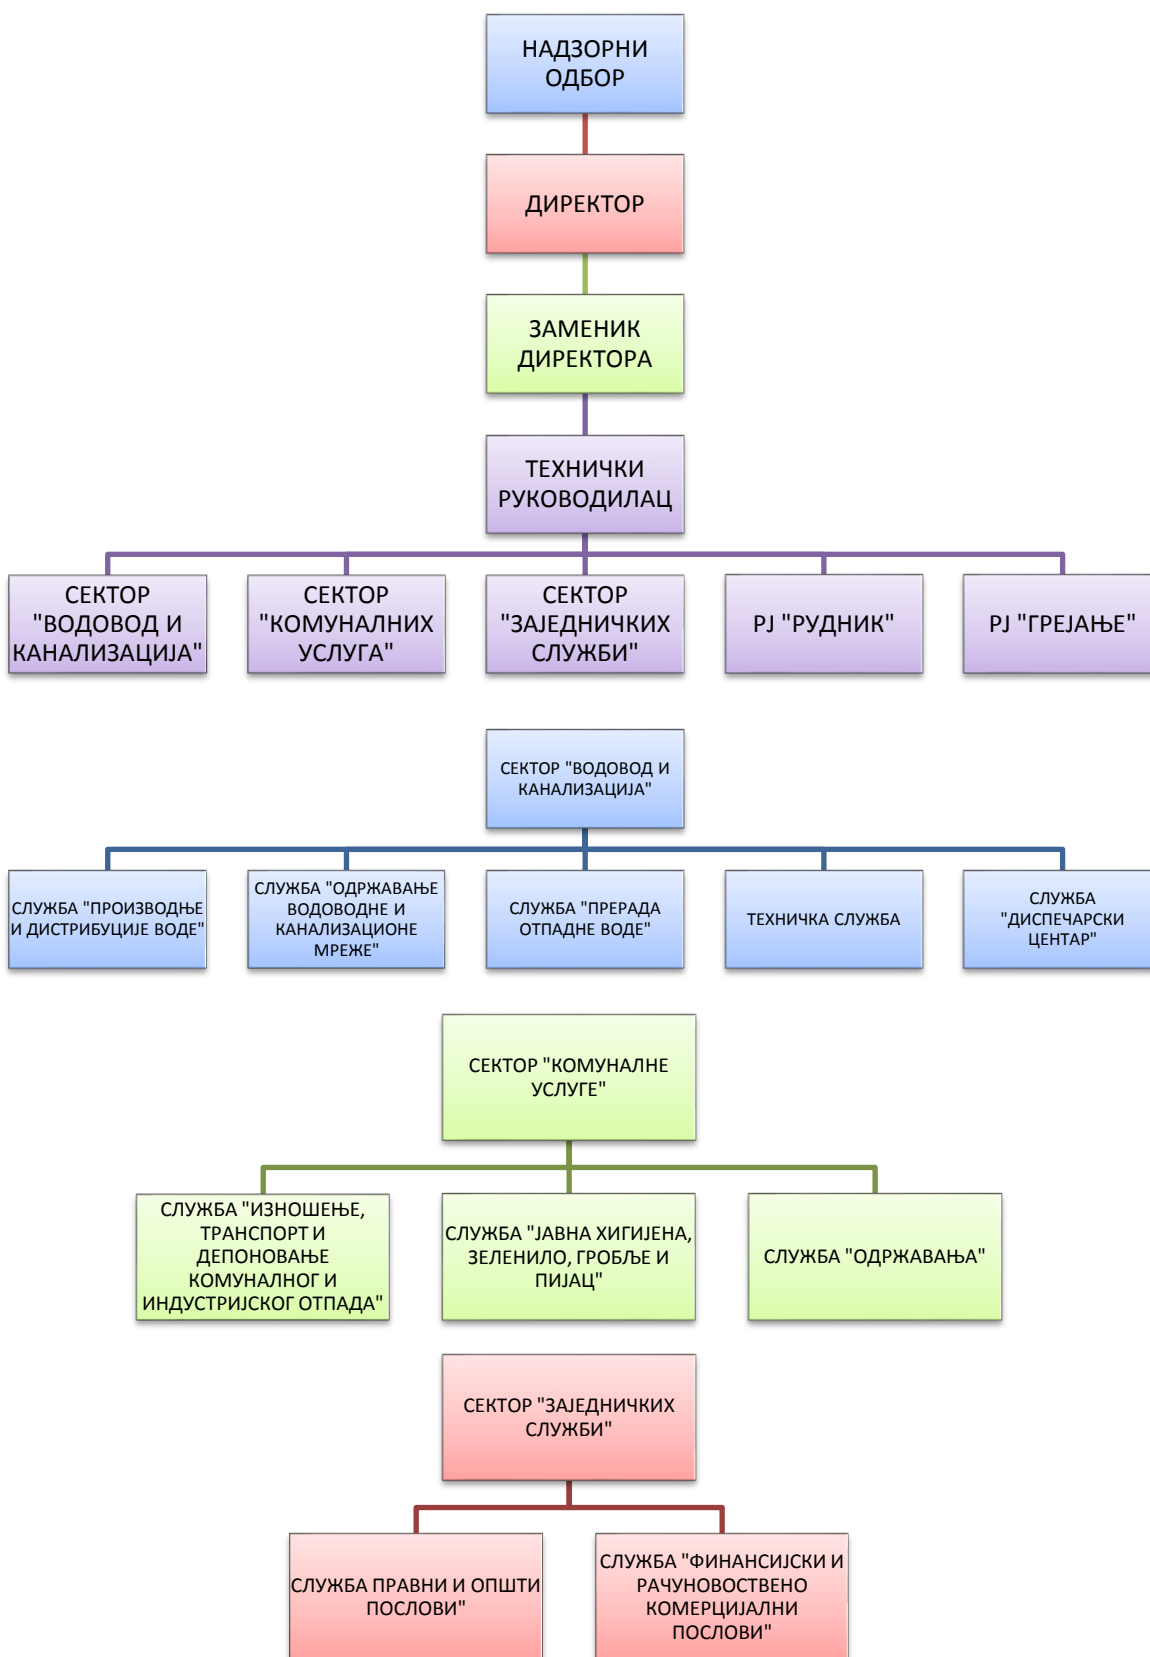 НАДЗОРНИ
ОДБОР
ДИРЕКТОР
ЗАМЕНИК
ДИРЕКТОРА
ТЕХНИЧКИ
РУКОВОДИЛАЦ
СЕКТОР
"ВОДОВОД И
КАНАЛИЗАЦИЈА"
СЕКТОР
"КОМУНАЛНИХ
УСЛУГА"
СЕКТОР
"ЗАЈЕДНИЧКИХ
СЛУЖБИ"
РЈ "РУДНИК"
РЈ "ГРЕЈАЊЕ"
СЕКТОР "ВОДОВОД И
КАНАЛИЗАЦИЈА"
СЛУЖБА "ПРОИЗВОДЊЕ
И ДИСТРИБУЦИЈЕ ВОДЕ"
СЛУЖБА "ОДРЖАВАЊЕ
ВОДОВОДНЕ И
КАНАЛИЗАЦИОНЕ
МРЕЖЕ"
СЛУЖБА "ПРЕРАДА
ОТПАДНЕ ВОДЕ"
ТЕХНИЧКА СЛУЖБА
СЛУЖБА
"ДИСПЕЧАРСКИ
ЦЕНТАР"
СЕКТОР "КОМУНАЛНЕ
УСЛУГЕ"
СЛУЖБА "ИЗНОШЕЊЕ,
ТРАНСПОРТ И
ДЕПОНОВАЊЕ
КОМУНАЛНОГ И
ИНДУСТРИЈСКОГ ОТПАДА"
СЛУЖБА "ЈАВНА ХИГИЈЕНА,
ЗЕЛЕНИЛО, ГРОБЉЕ И
ПИЈАЦ"
СЛУЖБА "ОДРЖАВАЊА"
СЕКТОР "ЗАЈЕДНИЧКИХ
СЛУЖБИ"
СЛУЖБА ПРАВНИ И ОПШТИ
ПОСЛОВИ"
СЛУЖБА "ФИНАНСИЈСКИ И
РАЧУНОВОСТВЕНО
КОМЕРЦИЈАЛНИ
ПОСЛОВИ"